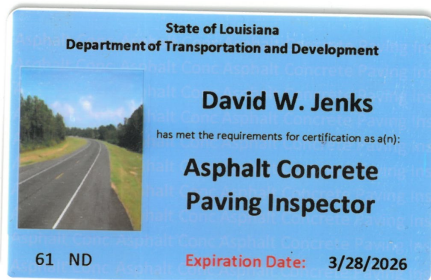 State of Louisiana
Department of Transportation and Development
David W. Jenks
has met the requirements for certification as a(n):
Asphalt Concrete
Paving Inspector
61 ND
Expiration Date: 3/28/2026